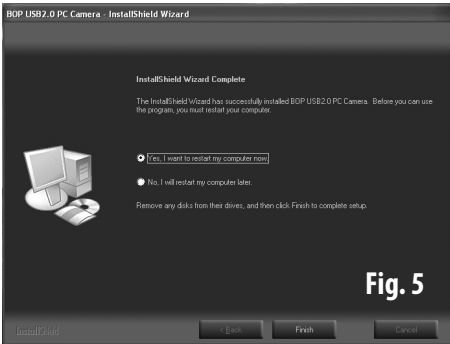 BOP USB2.0 PC Camera - InstallShield Wizard
InstallShield Wizard Complete
The InstallShield Wizard has successfully installed BOP USB2.0 PC Camera. Before you can use
the program, you must restart your computer.
Yes, I want to restart my computer now.
No, I will restart my computer later.
Remove any disks from their drives, and then click Finish to complete setup.
Fig. 5
InstallShield
< Back
Finish
Cancel